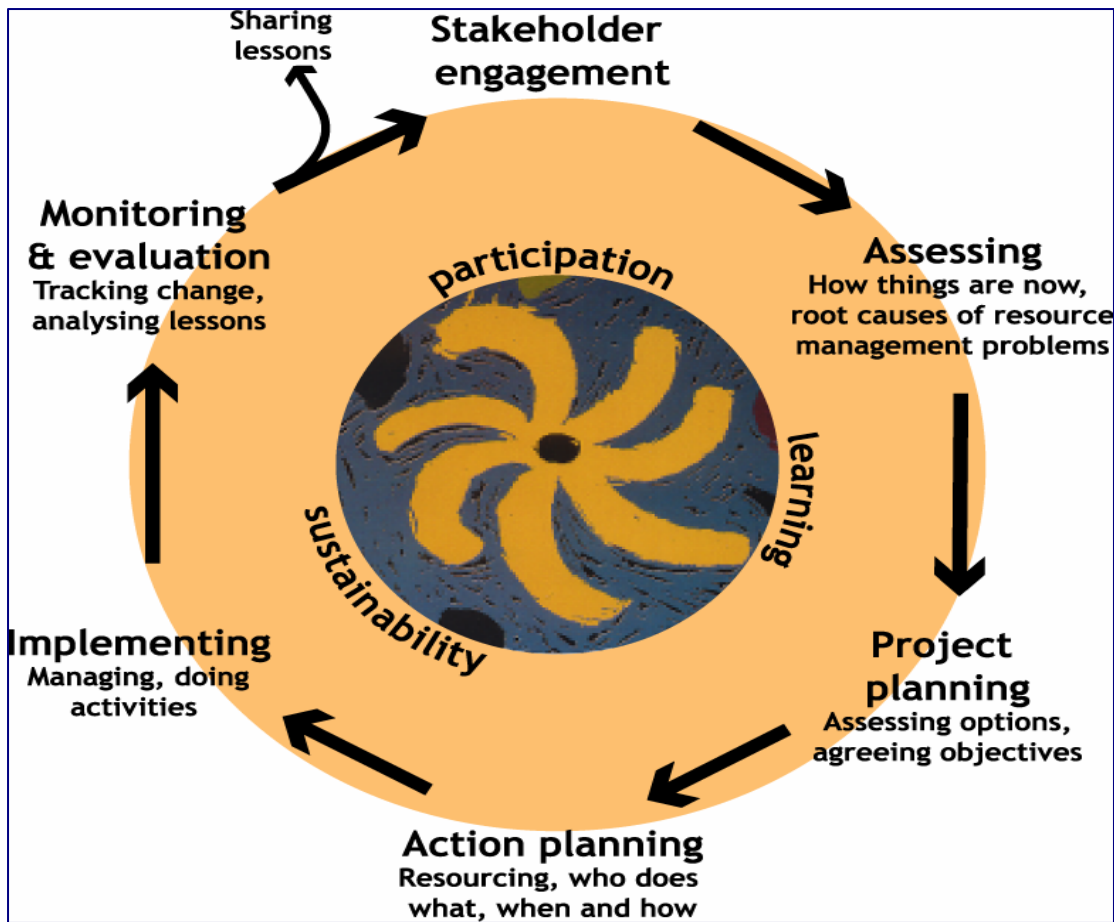 Sharing
lessons
Stakeholder
engagement
Assessing
How things are now,
root causes of resource
management problems
Project
planning
Assessing options,
agreeing objectives
Action planning
Resourcing, who does
what, when and how
Implementing
Managing, doing
activities
Monitoring
& evaluation
Tracking change,
analysing lessons
participation
learning
sustainability